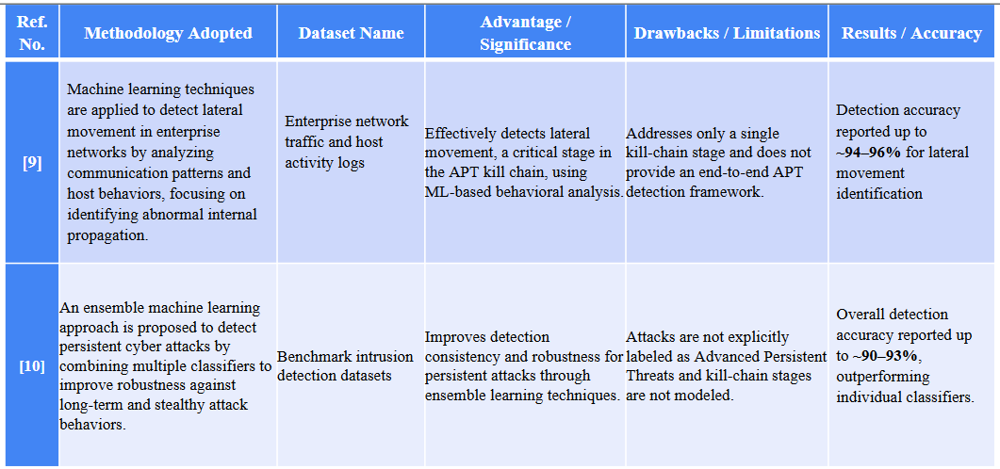 Ref. No.
Methodology Adopted
Dataset Name
Advantage /
Significance
Drawbacks / Limitations
Results / Accuracy
[9]
Machine learning techniques
are applied to detect lateral
movement in enterprise
networks by analyzing
communication patterns and
host behaviors, focusing on
identifying abnormal internal
propagation.
Enterprise network
traffic and host
activity logs
Effectively detects lateral
movement, a critical stage in
the APT kill chain, using
ML-based behavioral analysis.
Addresses only a single
kill-chain stage and does not
provide an end-to-end APT
detection framework.
Detection accuracy
reported up to
~94–96% for lateral
movement
identification
[10]
An ensemble machine learning
approach is proposed to detect
persistent cyber attacks by
combining multiple classifiers to
improve robustness against
long-term and stealthy attack
behaviors.
Benchmark intrusion
detection datasets
Improves detection
consistency and robustness for
persistent attacks through
ensemble learning techniques.
Attacks are not explicitly
labeled as Advanced Persistent
Threats and kill-chain stages
are not modeled.
Overall detection
accuracy reported up
to ~90–93%,
outperforming
individual classifiers.